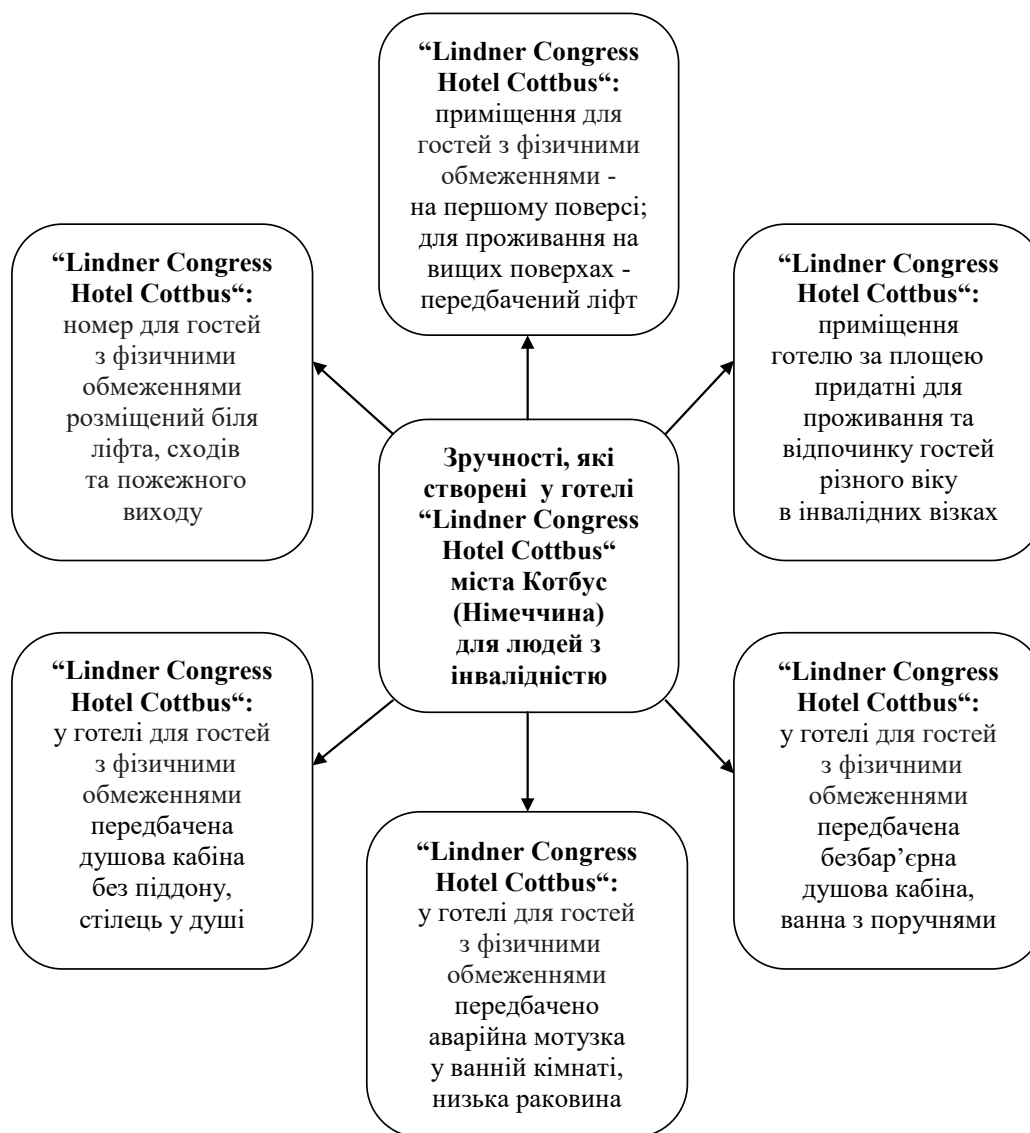 “Lindner Congress
Hotel Cottbus“:
приміщення для
гостей з фізичними
обмеженнями -
на першому поверсі;
для проживання на
вищих поверхах -
передбачений ліфт
“Lindner Congress
Hotel Cottbus“:
номер для гостей
з фізичними
обмеженнями
розміщений біля
ліфта, сходів
та пожежного
виходу
“Lindner Congress
Hotel Cottbus“:
приміщення
готелю за площею
придатні для
проживання та
відпочинку гостей
різного віку
в інвалідних візках
Зручності, які
створені у готелі
“Lindner Congress
Hotel Cottbus“
міста Котбус
(Німеччина)
для людей з
інвалідністю
“Lindner Congress
Hotel Cottbus“:
у готелі для гостей
з фізичними
обмеженнями
передбачена
душова кабіна
без піддону,
стілець у душі
“Lindner Congress
Hotel Cottbus“:
у готелі для гостей
з фізичними
обмеженнями
передбачено
аварійна мотузка
у ванній кімнаті,
низька раковина
“Lindner Congress
Hotel Cottbus“:
у готелі для гостей
з фізичними
обмеженнями
передбачена
безбар’єрна
душова кабіна,
ванна з поручнями